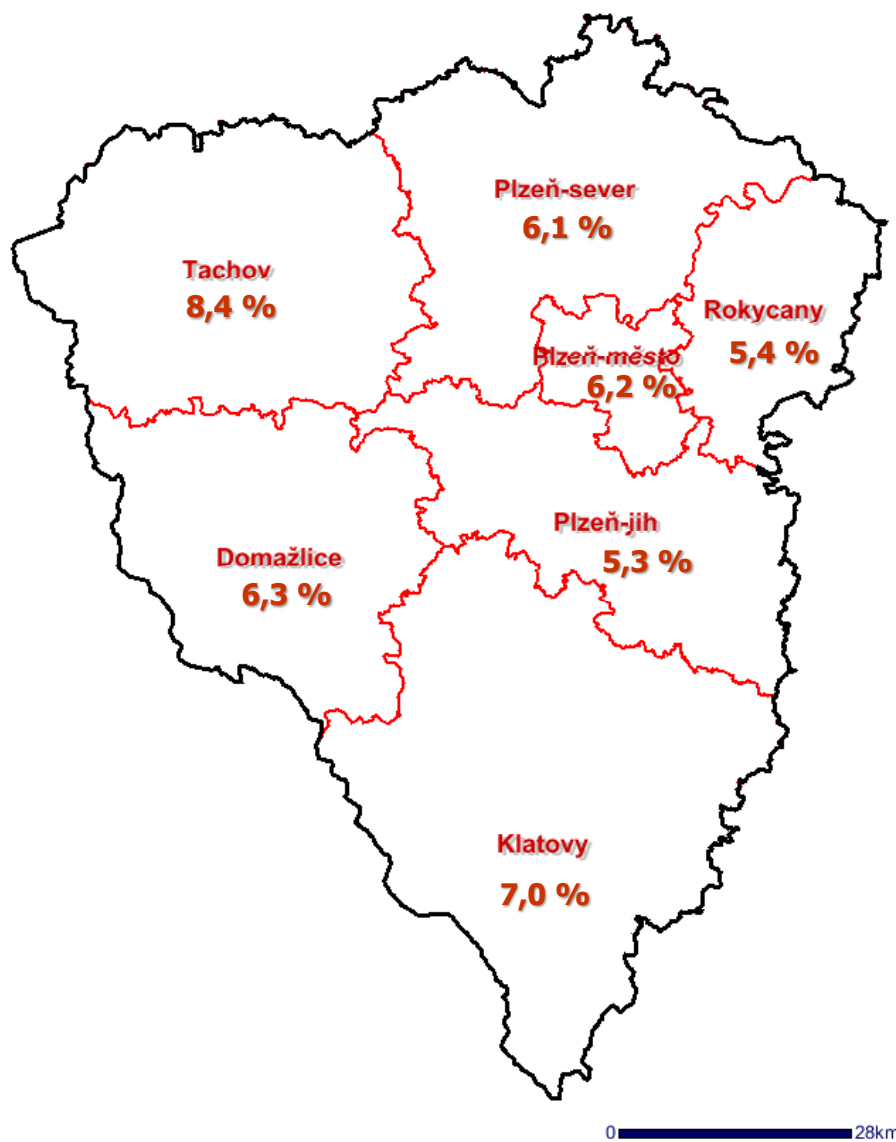 Plzeň-sever
6,1 %
Tachov
8,4 %
Rokycany
5,4 %
Plzeň-město
6,2 %
Plzeň-jih
5,3 %
Domažlice
6,3 %
Klatovy
7,0 %
0 28km